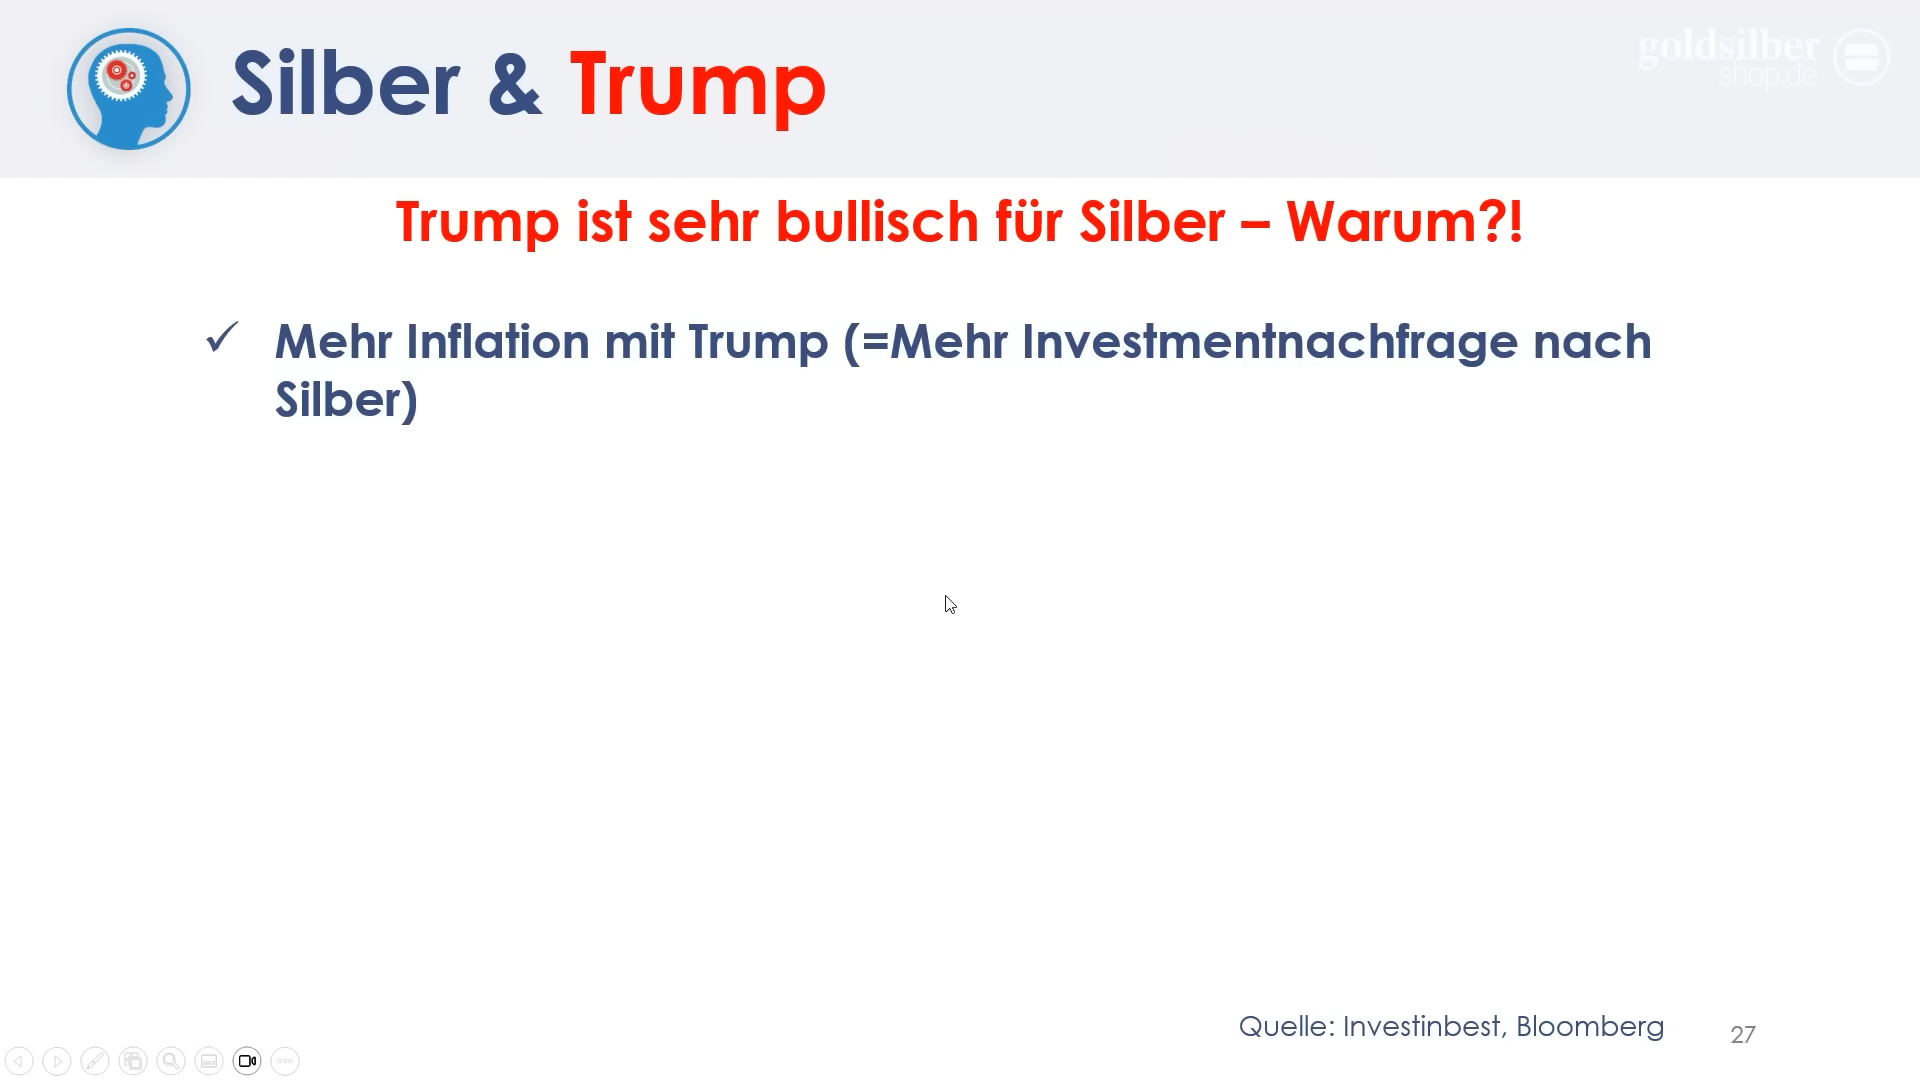 Silber & Trump
goldsilber
shop.de
Trump ist sehr bullisch für Silber – Warum?!
✓ Mehr Inflation mit Trump (=Mehr Investmentnachfrage nach
Silber)
Quelle: Investinbest, Bloomberg
27